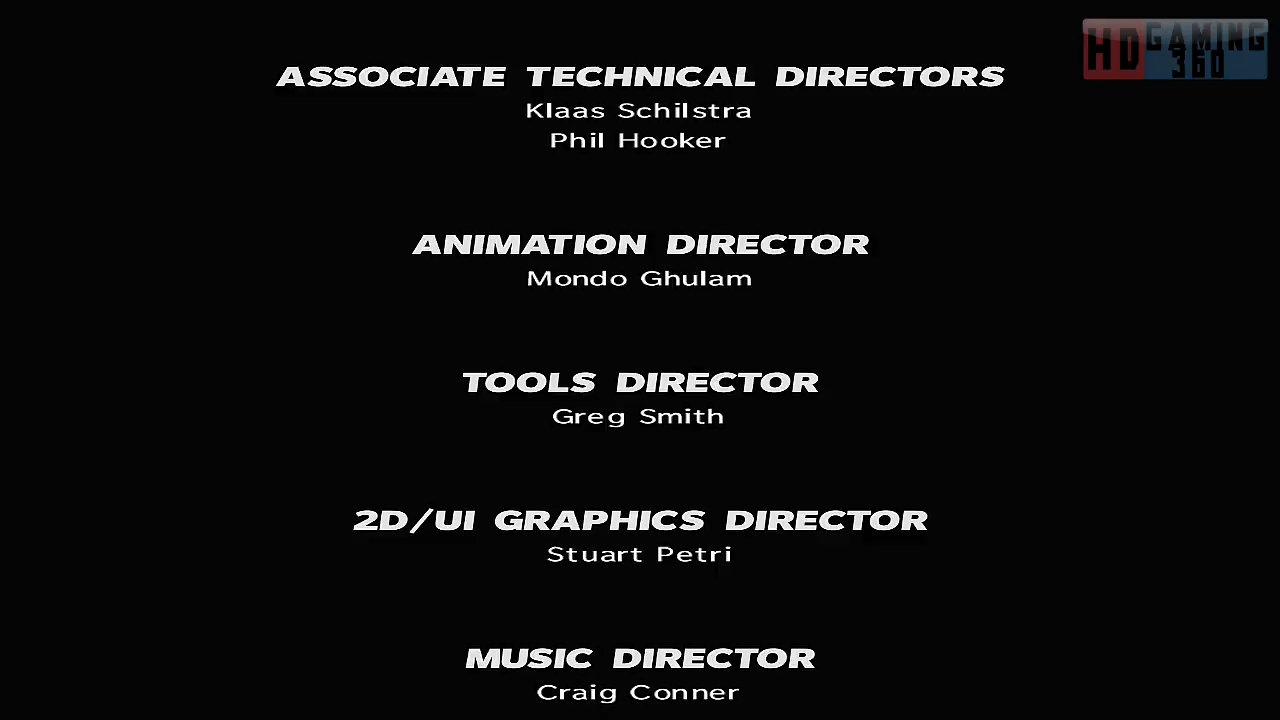 HD GAMING
360
ASSOCIATE TECHNICAL DIRECTORS
Klaas Schilstra
Phil Hooker
ANIMATION DIRECTOR
Mondo Ghulam
TOOLS DIRECTOR
Greg Smith
2D/UI GRAPHICS DIRECTOR
Stuart Petri
MUSIC DIRECTOR
Craig Conner